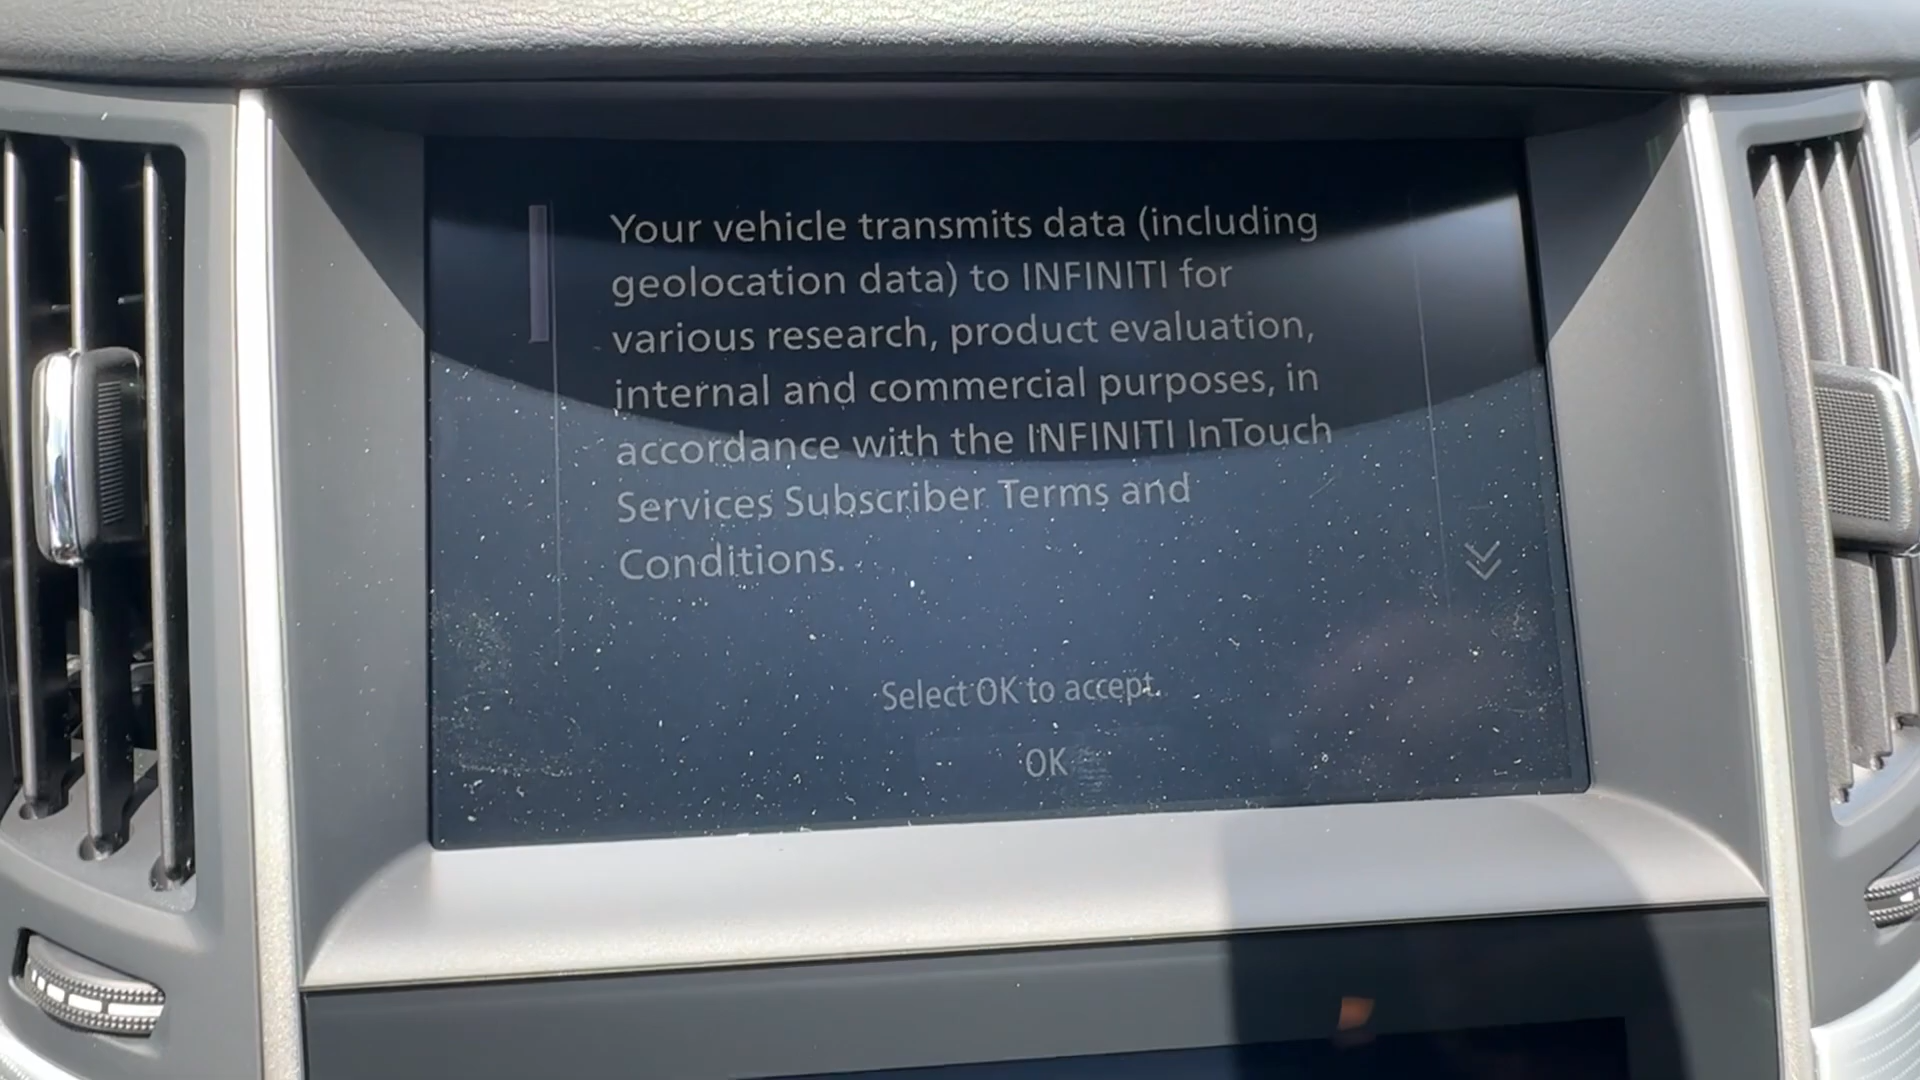 Your vehicle transmits data (including
geolocation data) to INFINITI for
various research, product evaluation,
internal and commercial purposes, in
accordance with the INFINITI InTouch
Services Subscriber Terms and
Conditions.
Select OK to accept.
OK